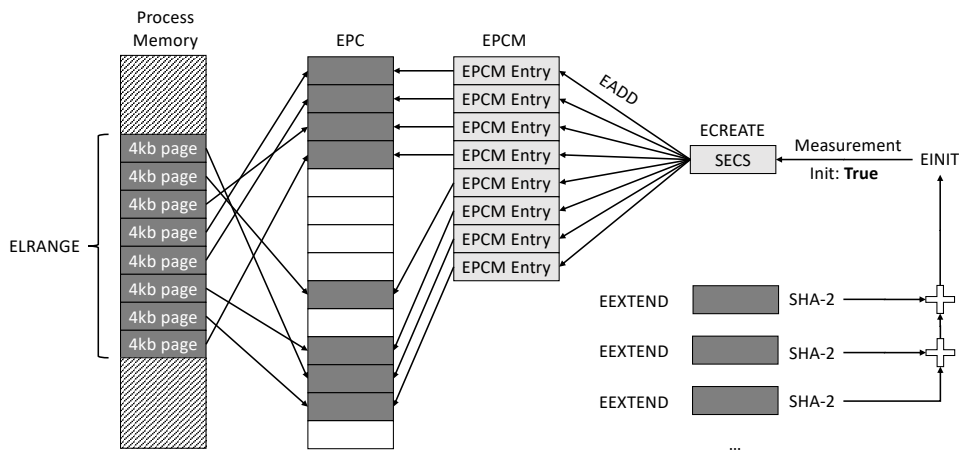 Process
Memory
EPC
EPCM
4kb page
4kb page
4kb page
4kb page
4kb page
4kb page
4kb page
4kb page
ELRANGE
EPCM Entry
EPCM Entry
EPCM Entry
EPCM Entry
EPCM Entry
EPCM Entry
EPCM Entry
EPCM Entry
EADD
ECREATE
SECS
Measurement
Init: True
EINIT
EEXTEND
SHA-2
EEXTEND
SHA-2
EEXTEND
SHA-2
...